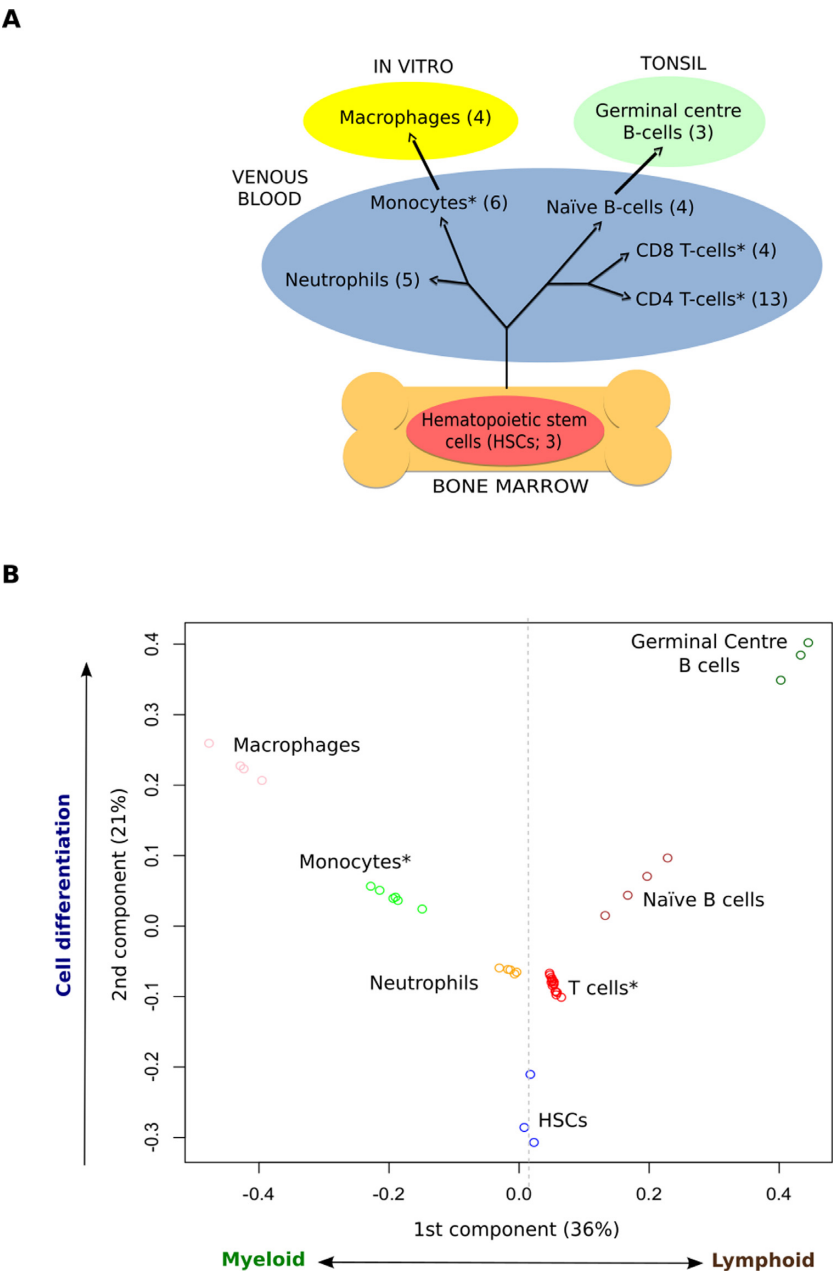 A
IN VITRO
TONSIL
Macrophages (4)
Germinal centre
B-cells (3)
VENOUS
BLOOD
Monocytes* (6)
Naïve B-cells (4)
CD8 T-cells* (4)
Neutrophils (5)
CD4 T-cells* (13)
Hematopoietic stem
cells (HSCs; 3)
BONE MARROW
B
Cell differentiation
2nd component (21%)
0.4
0.3
0.2
0.1
0.0
-0.1
-0.2
-0.3
Germinal Centre
B cells
Macrophages
Monocytes*
Naïve B cells
Neutrophils
T cells*
HSCs
-0.4
-0.2
0.0
0.2
0.4
1st component (36%)
Myeloid
Lymphoid